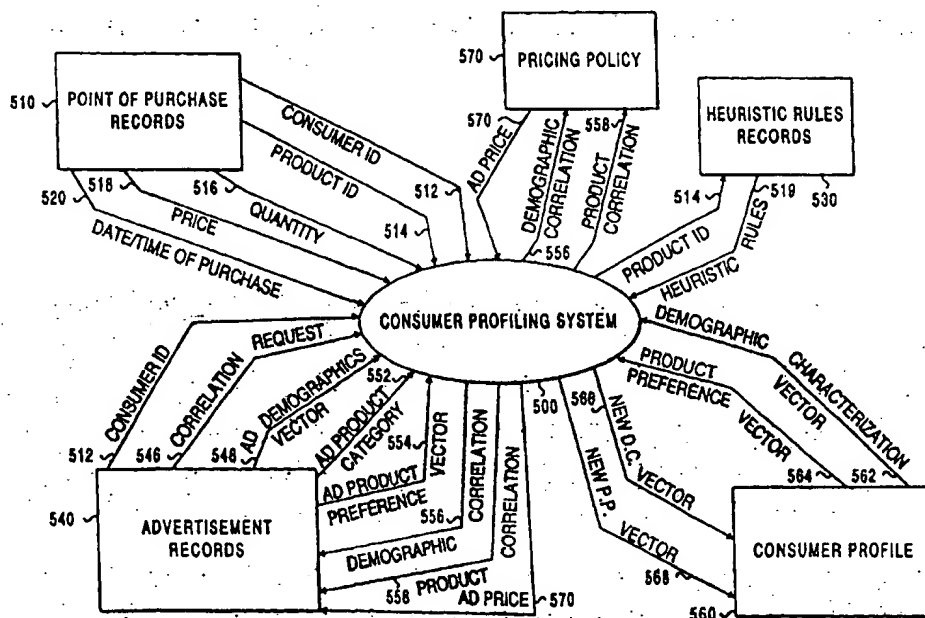 570
PRICING POLICY
510
POINT OF PURCHASE
RECORDS
HEURISTIC RULES
RECORDS
530
CONSUMER ID
512
PRODUCT ID
514
516
QUANTITY
518
PRICE
520
DATE/TIME OF PURCHASE
570
AD PRICE
DEMOGRAPHIC
CORRELATION
556
558
PRODUCT
CORRELATION
514
PRODUCT ID
519
HEURISTIC
RULES
CONSUMER PROFILING SYSTEM
500
512
CONSUMER ID
546
CORRELATION
REQUEST
548
AD DEMOGRAPHICS
VECTOR
552
AD PRODUCT
CATEGORY
554
AD PRODUCT
PREFERENCE
VECTOR
556
DEMOGRAPHIC
CORRELATION
558
PRODUCT
CORRELATION
AD PRICE
570
566
NEW D.C.
VECTOR
NEW P.P.
VECTOR
568
PRODUCT
PREFERENCE
VECTOR
564
DEMOGRAPHIC
CHARACTERIZATION
VECTOR
562
540
ADVERTISEMENT
RECORDS
CONSUMER PROFILE
560